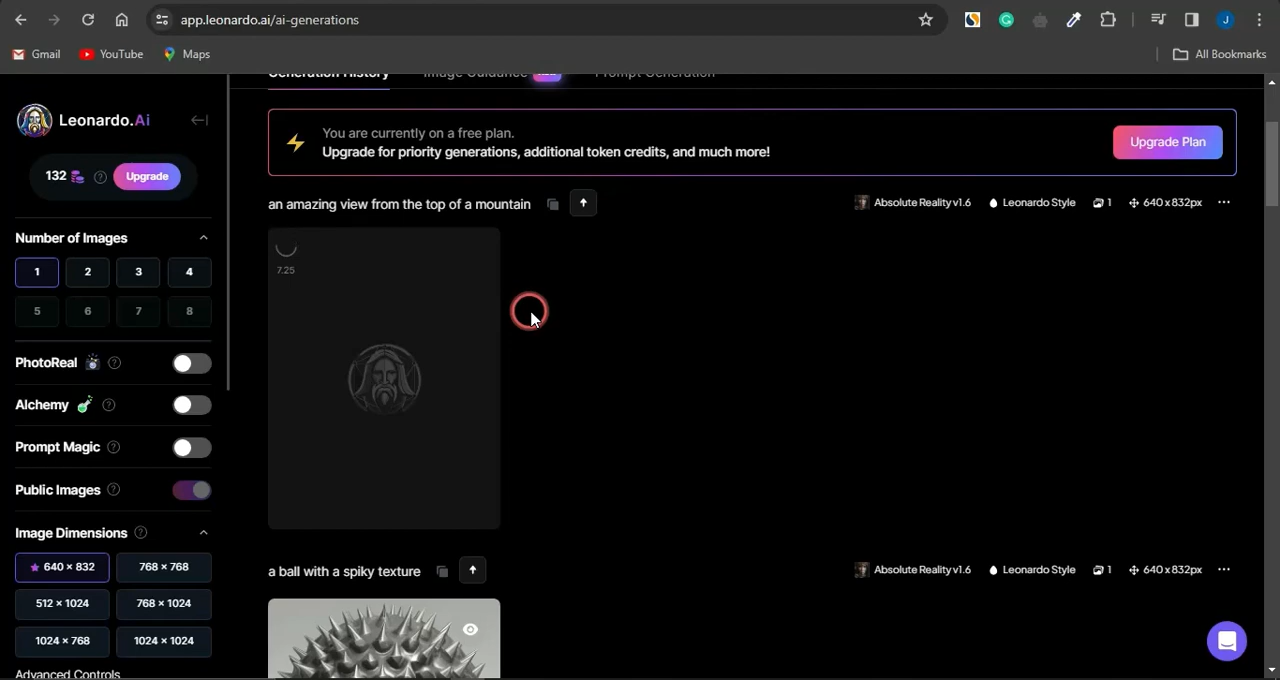 app.leonardo.ai/ai-generations
J
Gmail
YouTube
Maps
All Bookmarks
Generation History
Image Guidance
Prompt Generation
Leonardo.Ai
You are currently on a free plan.
Upgrade for priority generations, additional token credits, and much more!
Upgrade Plan
132
Upgrade
an amazing view from the top of a mountain
Absolute Reality v1.6
Leonardo Style
1
640 x 832px
Number of Images
1
2
3
4
5
6
7
8
7.25
PhotoReal
Alchemy
Prompt Magic
Public Images
Image Dimensions
640 × 832
768 × 768
512 × 1024
768 × 1024
1024 × 768
1024 × 1024
Advanced Controls
a ball with a spiky texture
Absolute Reality v1.6
Leonardo Style
1
640 x 832px